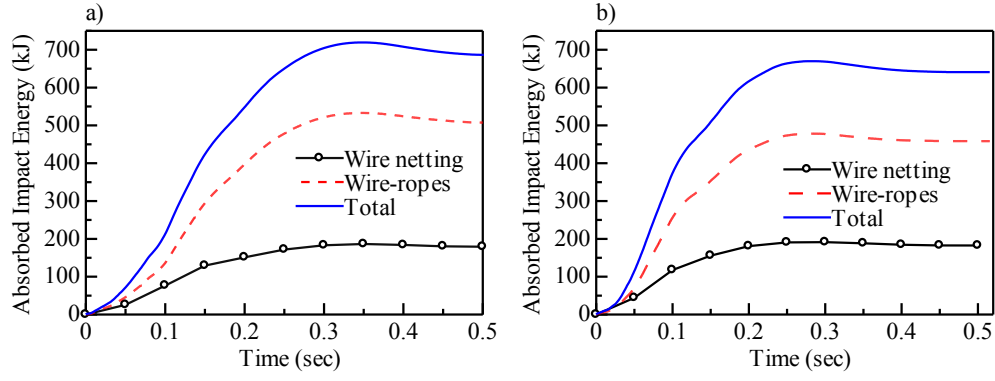 a)
Absorbed Impact Energy (kJ)
700
600
500
400
300
200
100
0
Wire netting
Wire-ropes
Total
0 0.1 0.2 0.3 0.4 0.5
Time (sec)
b)
Absorbed Impact Energy (kJ)
700
600
500
400
300
200
100
0
Wire netting
Wire-ropes
Total
0 0.1 0.2 0.3 0.4 0.5
Time (sec)